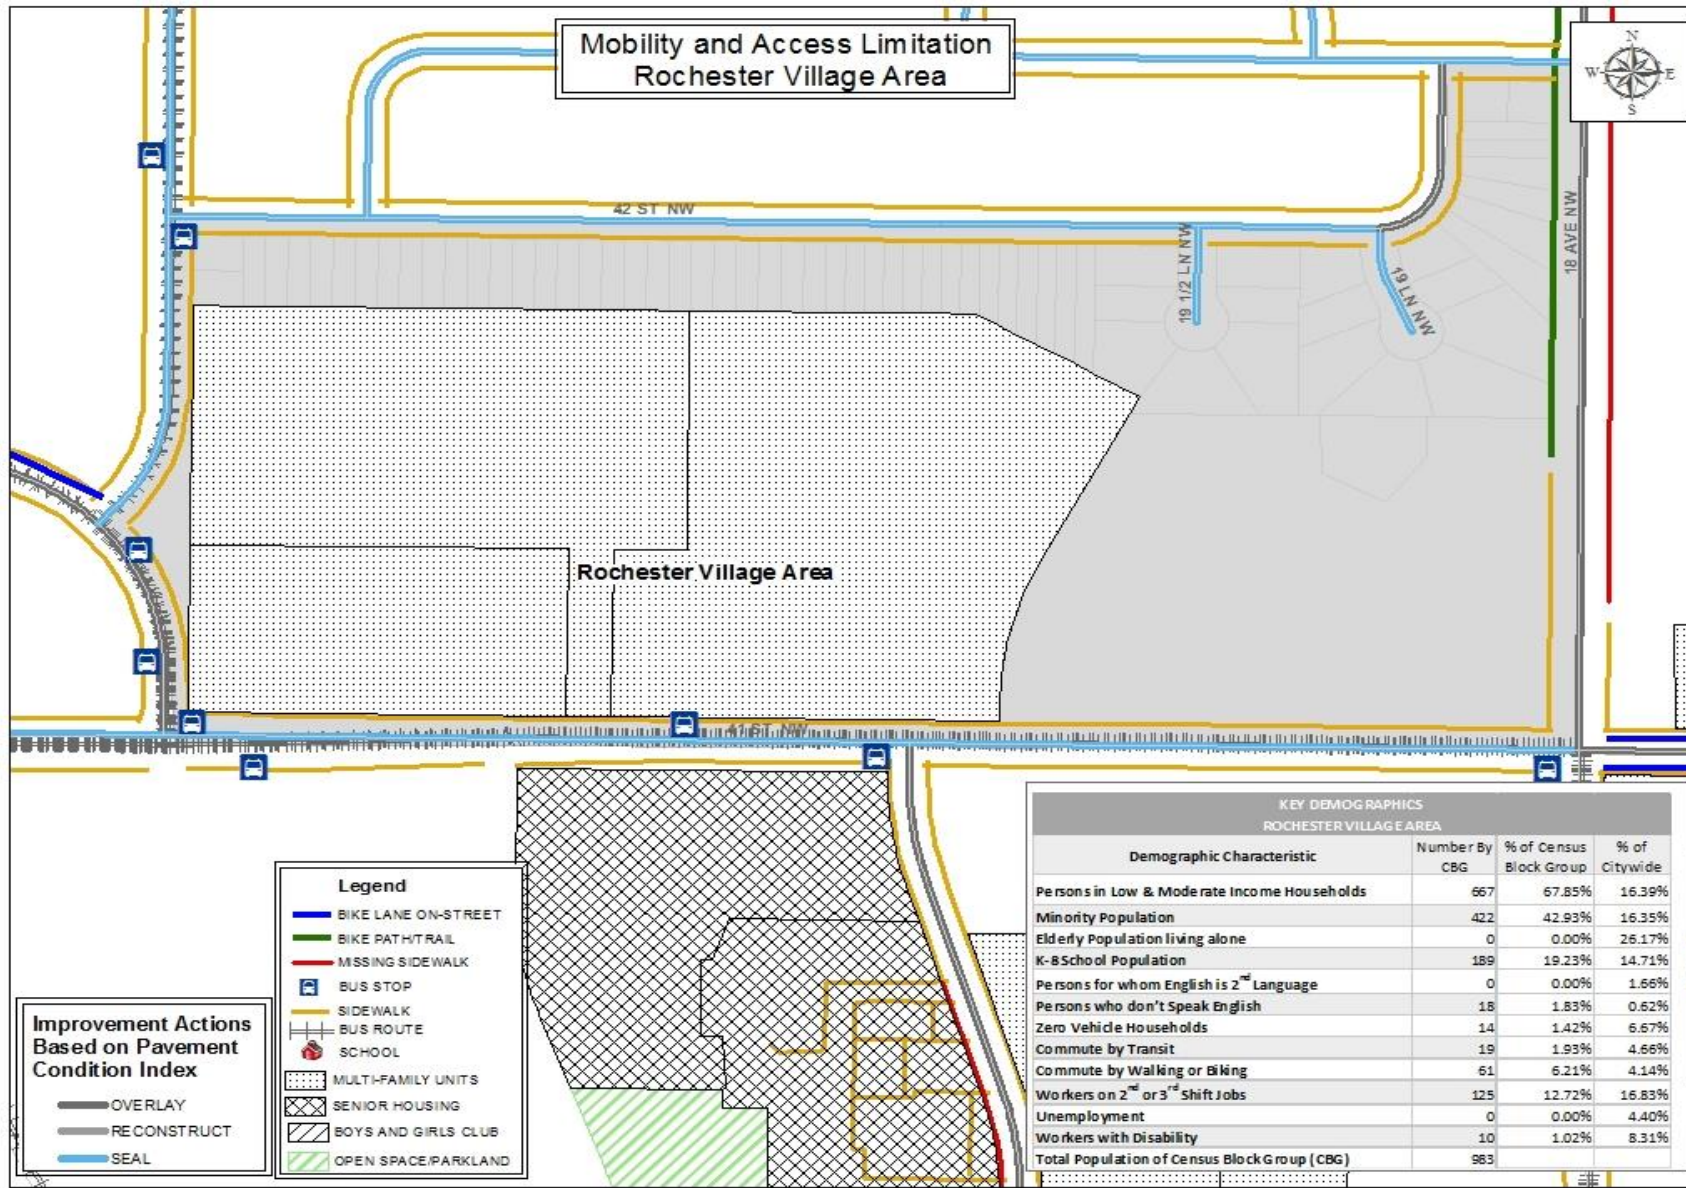 Mobility and Access Limitation
Rochester Village Area
N
W E
S
42 ST NW
19 1/2 LN NW
19 LN NW
18 AVE NW
Rochester Village Area
41 ST NW
Legend
BIKE LANE ON-STREET
BIKE PATH/TRAIL
MISSING SIDEWALK
BUS STOP
SIDEWALK
BUS ROUTE
SCHOOL
MULTI-FAMILY UNITS
SENIOR HOUSING
BOYS AND GIRLS CLUB
OPEN SPACE/PARKLAND
Improvement Actions
Based on Pavement
Condition Index
OVERLAY
RECONSTRUCT
SEAL
KEY DEMOGRAPHICS
ROCHESTER VILLAGE AREA
Demographic Characteristic Number By CBG % of Census Block Group % of Citywide
Persons in Low & Moderate Income Households 667 67.85% 16.39%
Minority Population 422 42.93% 16.35%
Elderly Population living alone 0 0.00% 26.17%
K-8 School Population 189 19.23% 14.71%
Persons for whom English is 2nd Language 0 0.00% 1.66%
Persons who don't Speak English 18 1.83% 0.62%
Zero Vehicle Households 14 1.42% 6.67%
Commute by Transit 19 1.93% 4.66%
Commute by Walking or Biking 61 6.21% 4.14%
Workers on 2nd or 3rd Shift Jobs 125 12.72% 16.83%
Unemployment 0 0.00% 4.40%
Workers with Disability 10 1.02% 8.31%
Total Population of Census Block Group (CBG) 983